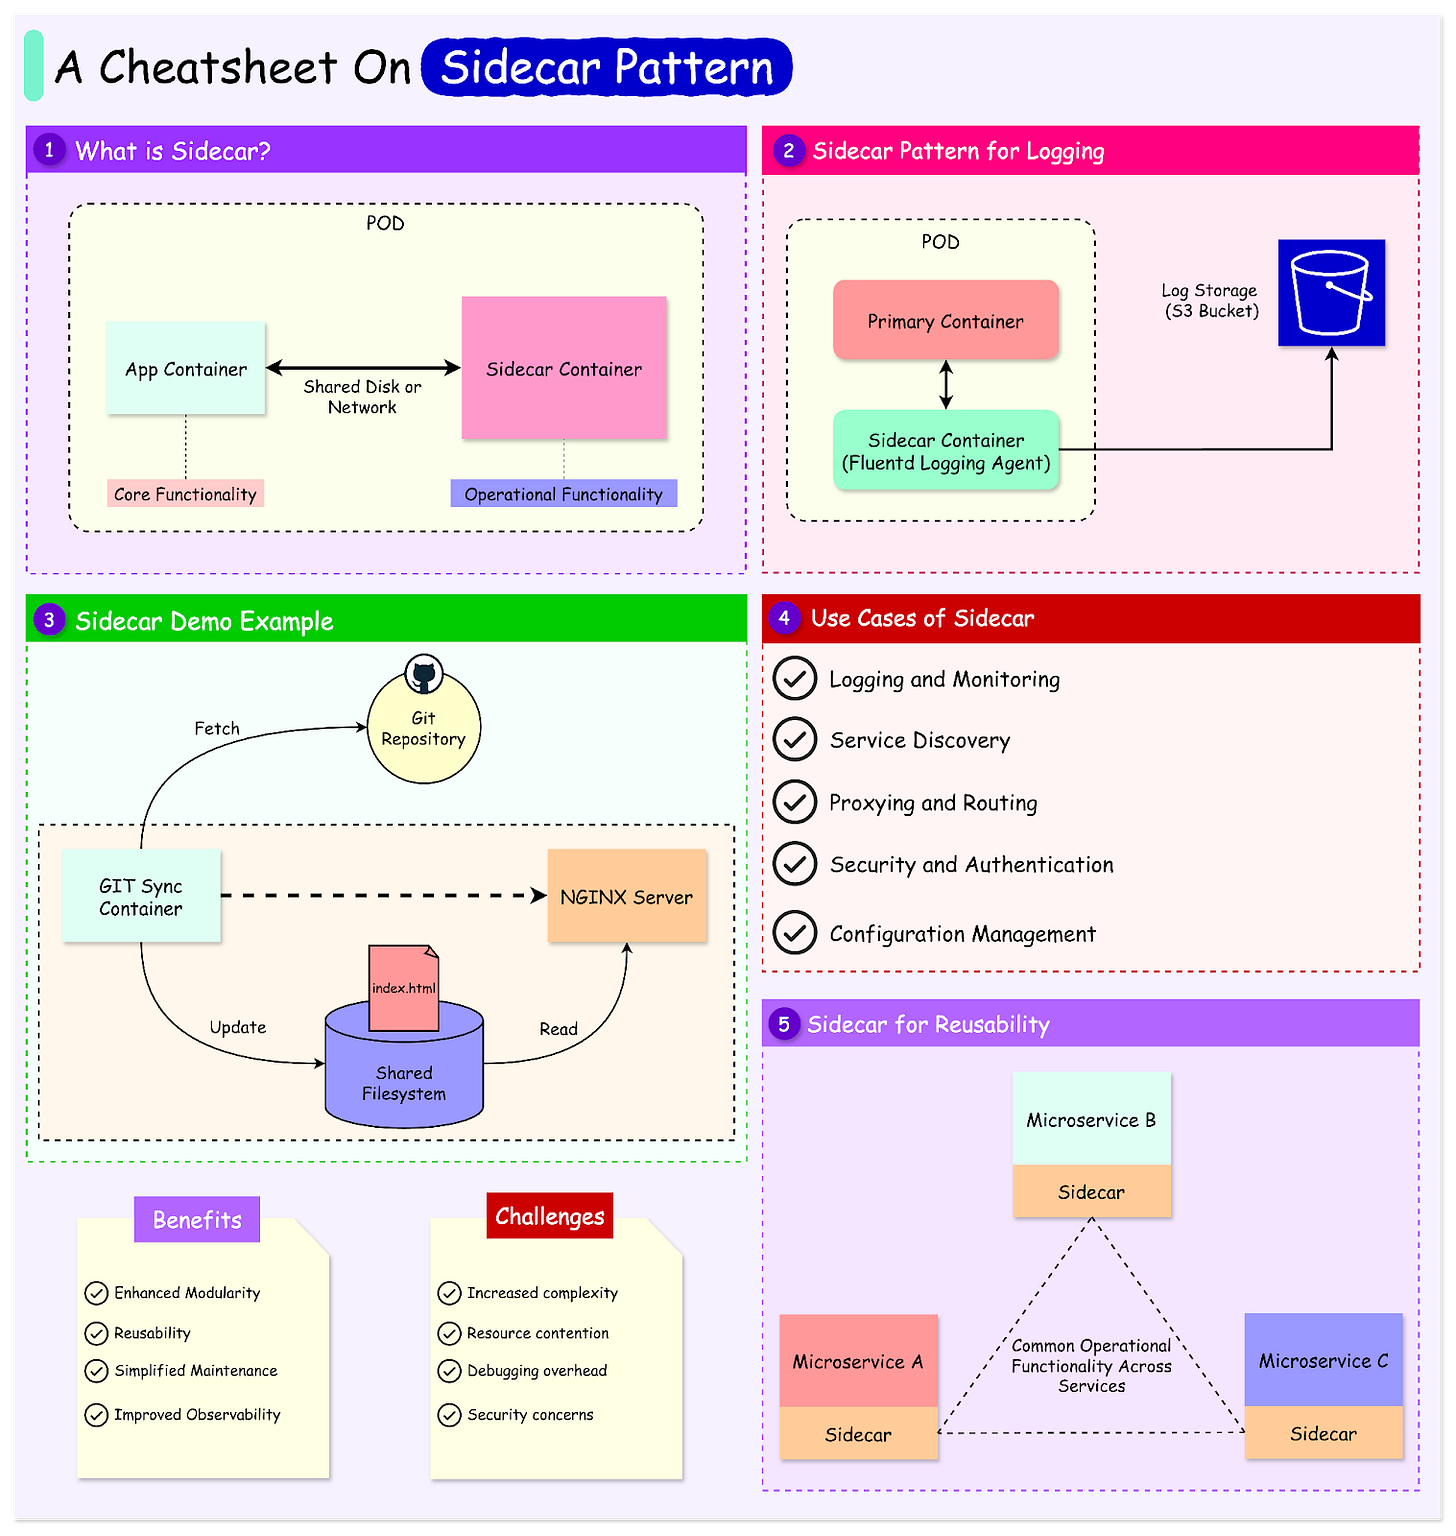 A Cheatsheet On Sidecar Pattern
1 What is Sidecar?
POD
App Container
Shared Disk or
Network
Sidecar Container
Core Functionality
Operational Functionality
2 Sidecar Pattern for Logging
POD
Primary Container
Sidecar Container
(Fluentd Logging Agent)
Log Storage
(S3 Bucket)
3 Sidecar Demo Example
Git
Repository
Fetch
GIT Sync
Container
NGINX Server
index.html
Update
Read
Shared
Filesystem
4 Use Cases of Sidecar
Logging and Monitoring
Service Discovery
Proxying and Routing
Security and Authentication
Configuration Management
5 Sidecar for Reusability
Microservice B
Sidecar
Common Operational
Functionality Across
Services
Microservice A
Sidecar
Microservice C
Sidecar
Benefits
Enhanced Modularity
Reusability
Simplified Maintenance
Improved Observability
Challenges
Increased complexity
Resource contention
Debugging overhead
Security concerns